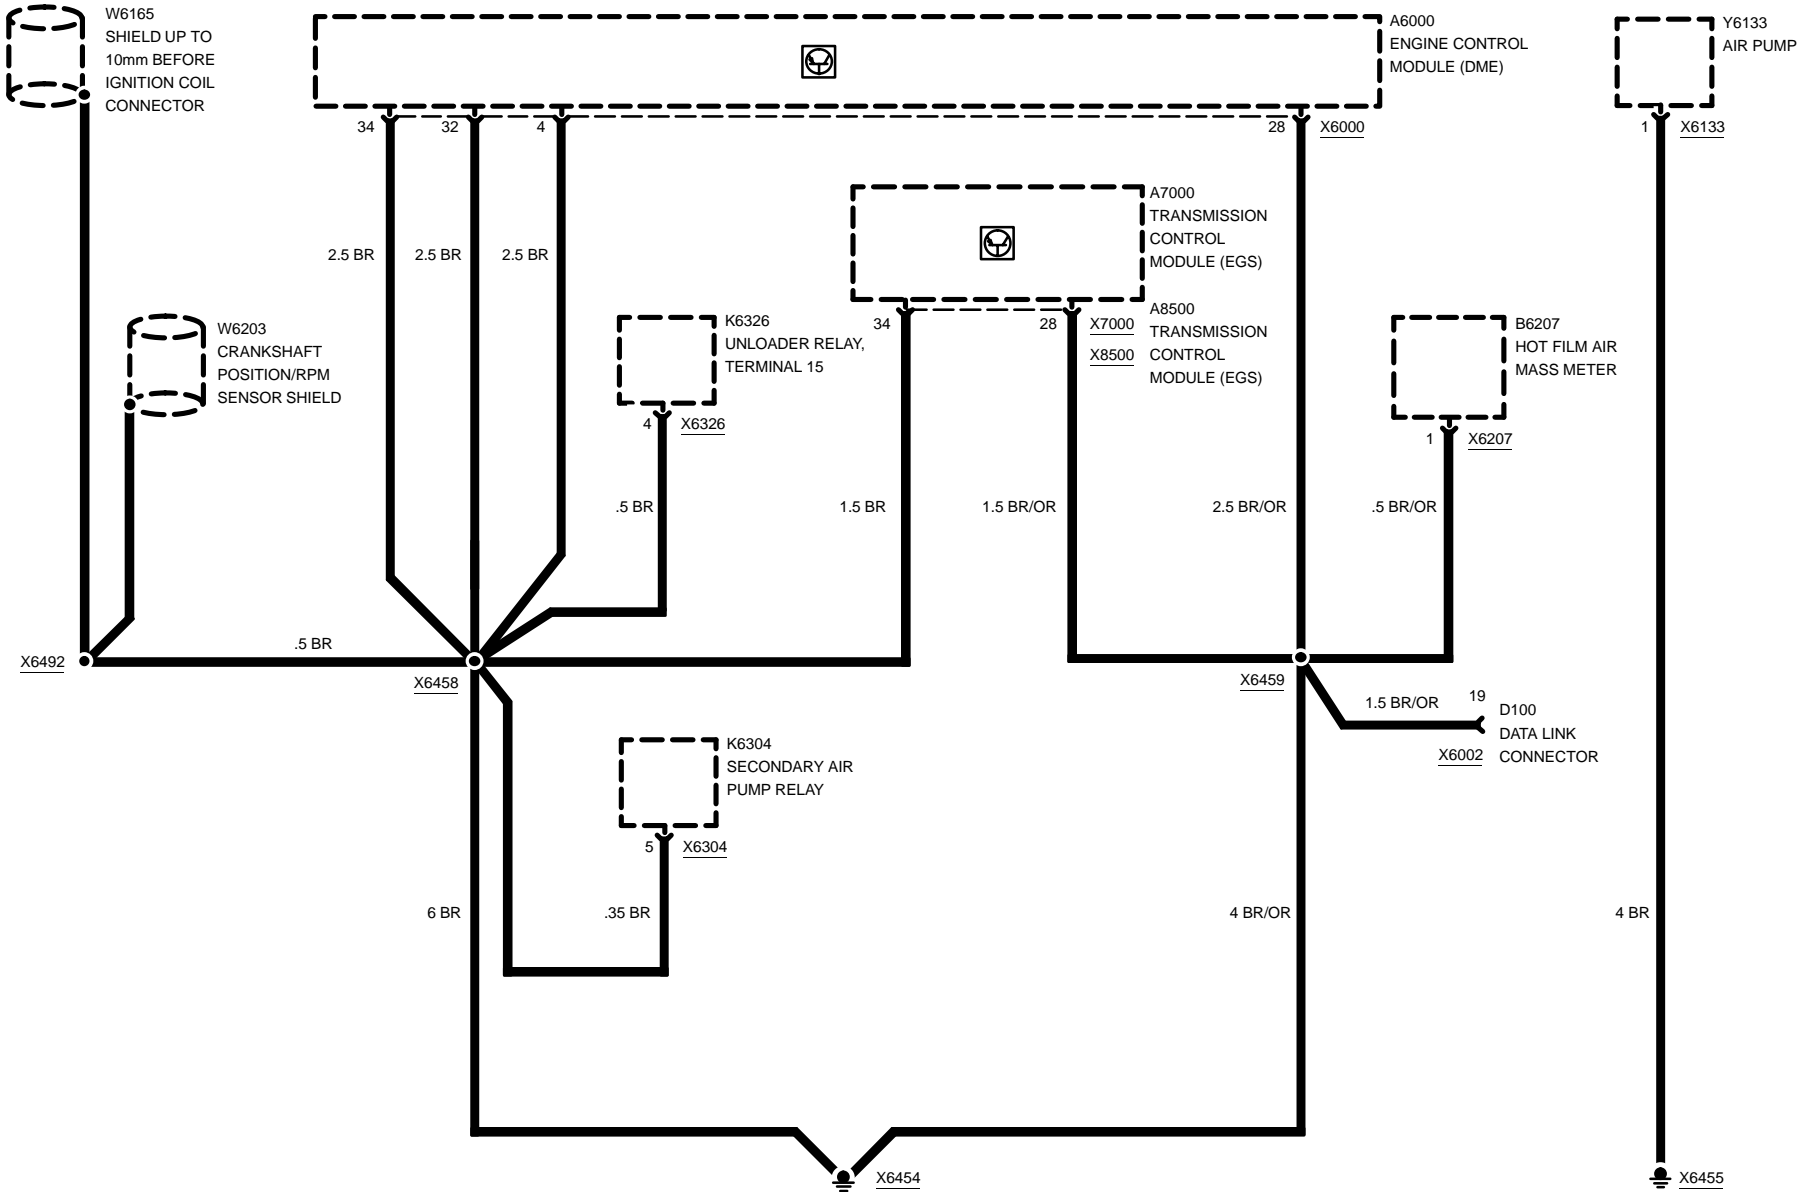 W6165
SHIELD UP TO
10mm BEFORE
IGNITION COIL
CONNECTOR
A6000
ENGINE CONTROL
MODULE (DME)
Y6133
AIR PUMP
34
32
4
28
X6000
1
X6133
A7000
TRANSMISSION
CONTROL
MODULE (EGS)
2.5 BR
2.5 BR
2.5 BR
W6203
CRANKSHAFT
POSITION/RPM
SENSOR SHIELD
K6326
UNLOADER RELAY,
TERMINAL 15
34
28
X7000
X8500
A8500
TRANSMISSION
CONTROL
MODULE (EGS)
B6207
HOT FILM AIR
MASS METER
4
X6326
1
X6207
.5 BR
1.5 BR
1.5 BR/OR
2.5 BR/OR
.5 BR/OR
.5 BR
X6492
X6458
X6459
1.5 BR/OR
19
D100
DATA LINK
CONNECTOR
X6002
K6304
SECONDARY AIR
PUMP RELAY
5
X6304
6 BR
.35 BR
4 BR/OR
4 BR
X6454
X6455